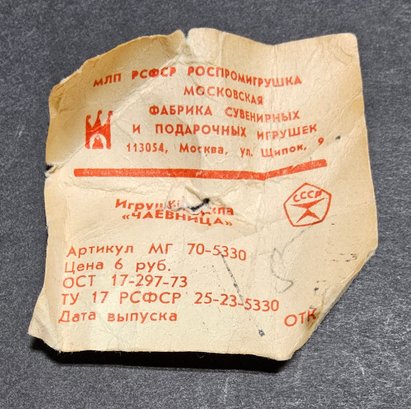 МЛП РСФСР РОСПРОМИГРУШКА
МОСКОВСКАЯ
ФАБРИКА СУВЕНИРНЫХ
И ПОДАРОЧНЫХ ИГРУШЕК
113054, Москва, ул. Щипок, 9
«ЧАЕВНИЦА»
СССР
Артикул МГ 70-5330
Цена 6 руб.
ОСТ 17-297-73
ТУ 17 РСФСР 25-23-5330
Дата выпуска
ОТК